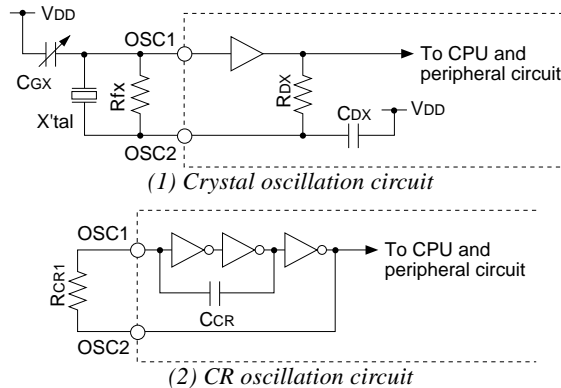 VDD
OSC1
To CPU and
peripheral circuit
CGX
X'tal
Rfx
RDX
CDX
VDD
OSC2
(1) Crystal oscillation circuit
OSC1
To CPU and
peripheral circuit
RCR1
CCR
OSC2
(2) CR oscillation circuit